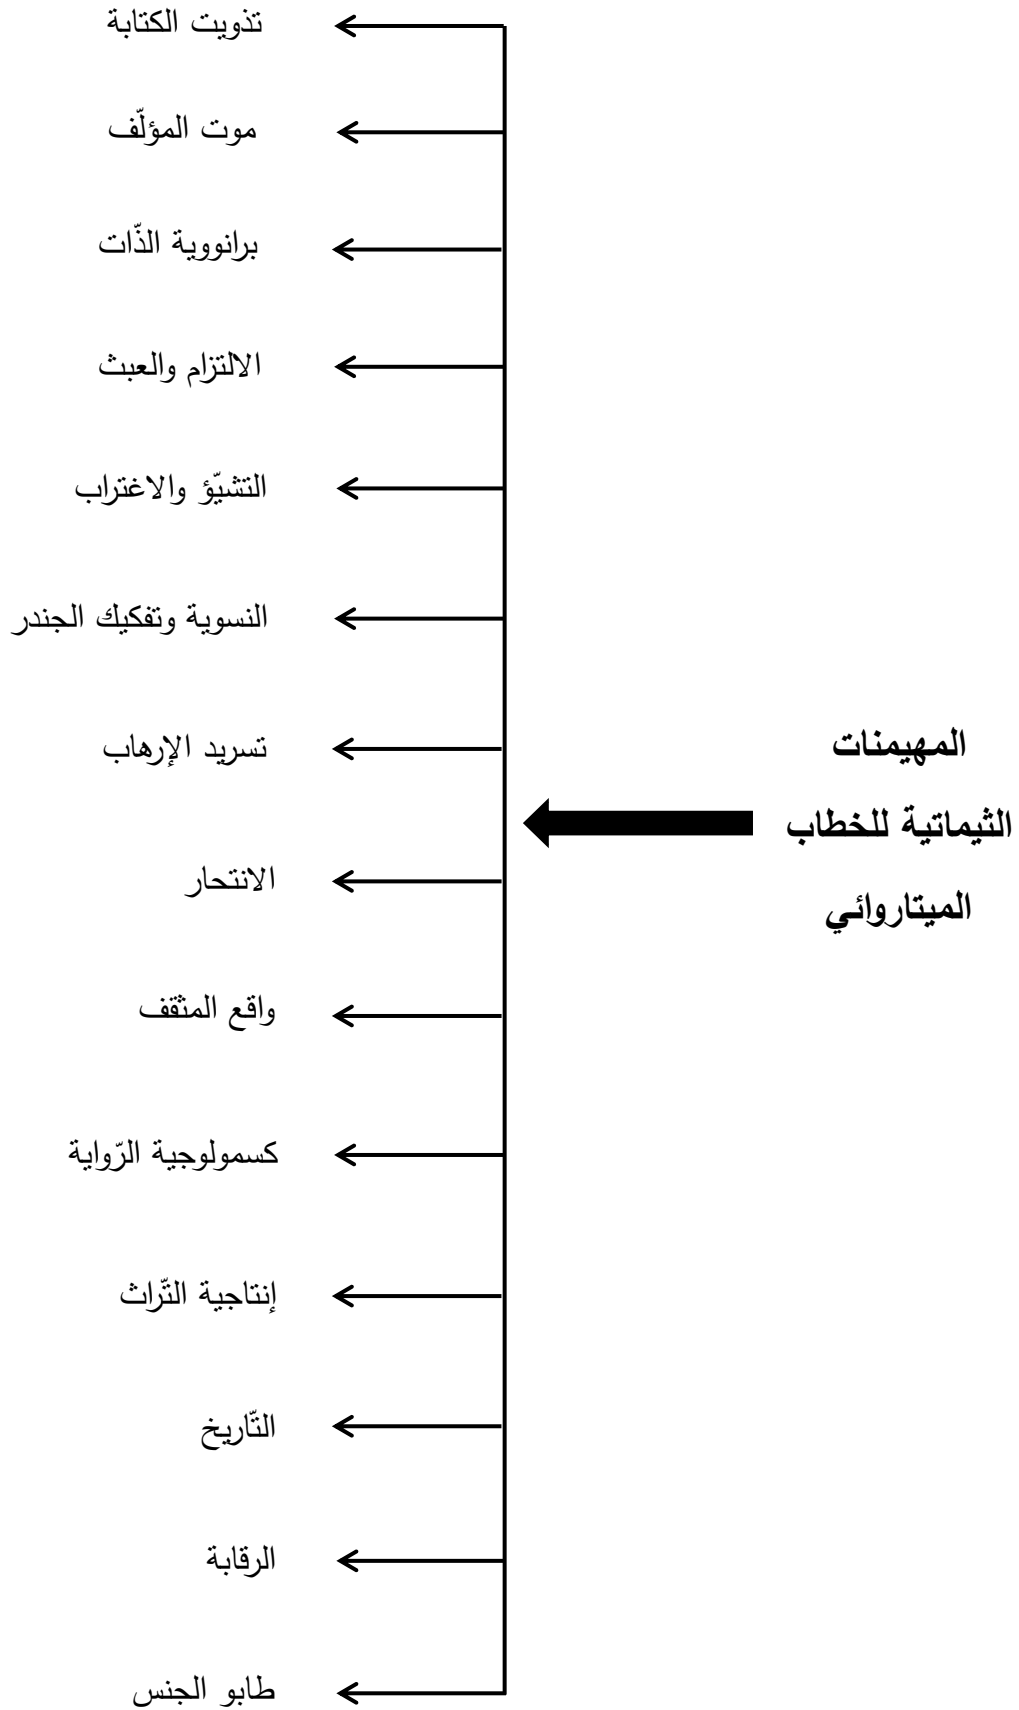 المهيمنات
الثيماتية للخطاب
الميتاروائي
تذويت الكتابة
موت المؤلّف
برانووية الذّات
الالتزام والعبث
التشيّؤ والاغتراب
النسوية وتفكيك الجندر
تسريد الإرهاب
الانتحار
واقع المثقف
كسمولوجية الرّواية
إنتاجية التّراث
التّاريخ
الرقابة
طابو الجنس